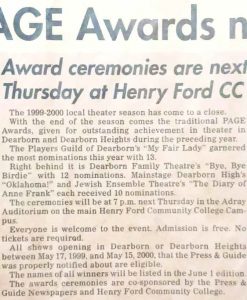 PAGE Awards n
Award ceremonies are next
Thursday at Henry Ford CC
The 1999-2000 local theater season has come to a close.
With the end of the season comes the traditional PAGE
Awards, given for outstanding achievement in theater in
Dearborn and Dearborn Heights during the preceding year.
The Players Guild of Dearborn's "My Fair Lady" garnered
the most nominations this year with 13.
Right behind it is Dearborn Family Theatre's "Bye, Bye
Birdie" with 12 nominations. Mainstage Dearborn High's
"Oklahoma!" and Jewish Ensemble Theatre's "The Diary of
Anne Frank" each received 10 nominations.
The ceremonies will be at 7 p.m. next Thursday in the Adray
Auditorium on the main Henry Ford Community College Cam-
pus.
Everyone is welcome to the event. Admission is free. No
tickets are required.
All shows opening in Dearborn or Dearborn Heights
between May 17, 1999, and May 15, 2000, that the Press & Guide
was properly notified about are eligible.
The names of all winners will be listed in the June 1 edition
The awards ceremonies are co-sponsored by the Press &
Guide Newspapers and Henry Ford Community College.